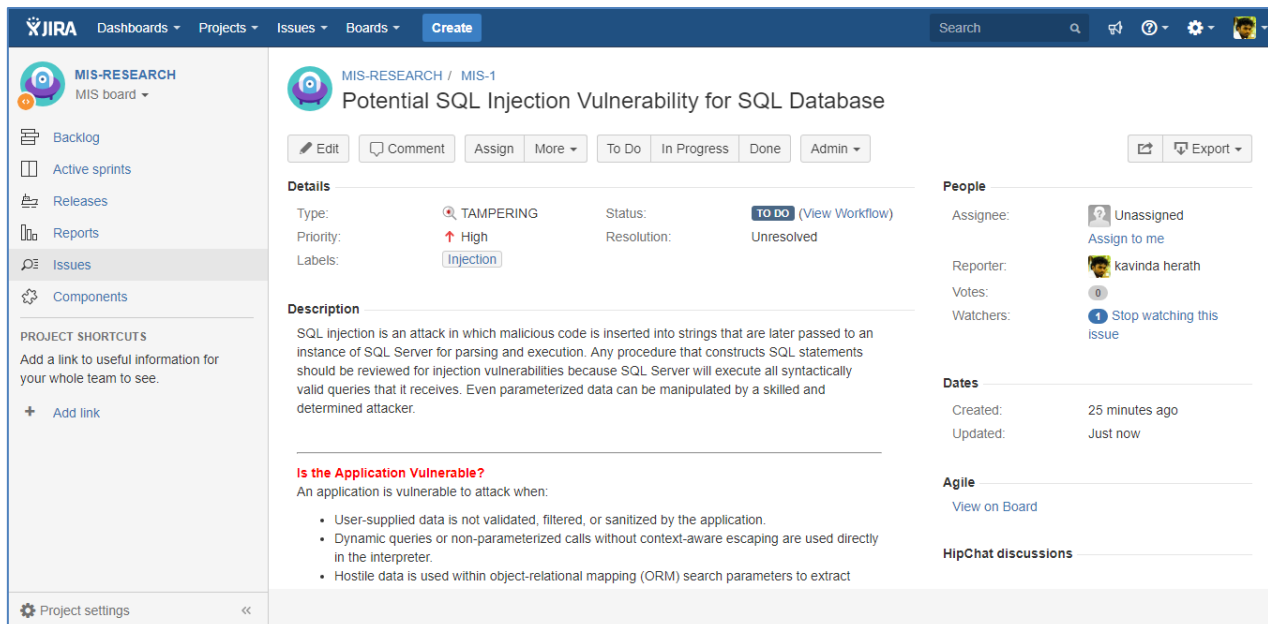 JIRA Dashboards Projects Issues Boards Create Search
MIS-RESEARCH
MIS board
Backlog
Active sprints
Releases
Reports
Issues
Components
PROJECT SHORTCUTS
Add a link to useful information for
your whole team to see.
+ Add link
Project settings «
MIS-RESEARCH / MIS-1
Potential SQL Injection Vulnerability for SQL Database
Edit Comment Assign More To Do In Progress Done Admin Export
Details
Type: TAMPERING Status: TO DO (View Workflow)
Priority: High Resolution: Unresolved
Labels: Injection
Description
SQL injection is an attack in which malicious code is inserted into strings that are later passed to an
instance of SQL Server for parsing and execution. Any procedure that constructs SQL statements
should be reviewed for injection vulnerabilities because SQL Server will execute all syntactically
valid queries that it receives. Even parameterized data can be manipulated by a skilled and
determined attacker.
Is the Application Vulnerable?
An application is vulnerable to attack when:
• User-supplied data is not validated, filtered, or sanitized by the application.
• Dynamic queries or non-parameterized calls without context-aware escaping are used directly
in the interpreter.
• Hostile data is used within object-relational mapping (ORM) search parameters to extract
People
Assignee: Unassigned
Assign to me
Reporter: kavinda herath
Votes: 0
Watchers: 1 Stop watching this
issue
Dates
Created: 25 minutes ago
Updated: Just now
Agile
View on Board
HipChat discussions